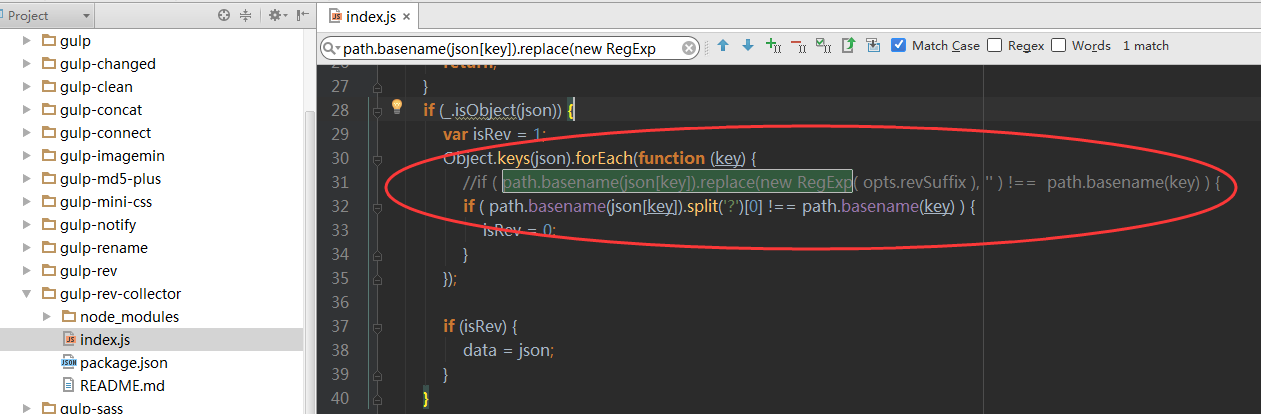 Project
index.js
path.basename(json[key]).replace(new RegExp
Match Case
Regex
Words
1 match
gulp
gulp-changed
gulp-clean
gulp-concat
gulp-connect
gulp-imagemin
gulp-md5-plus
gulp-mini-css
gulp-notify
gulp-rename
gulp-rev
gulp-rev-collector
node_modules
index.js
package.json
README.md
gulp-sass
26 return;
27 }
28 if (_.isObject(json)) {
29 var isRev = 1;
30 Object.keys(json).forEach(function (key) {
31 //if ( path.basename(json[key]).replace(new RegExp( opts.revSuffix ), '' ) !== path.basename(key) ) {
32 if ( path.basename(json[key]).split('?')[0] !== path.basename(key) ) {
33 isRev = 0;
34 }
35 });
36
37 if (isRev) {
38 data = json;
39 }
40 }